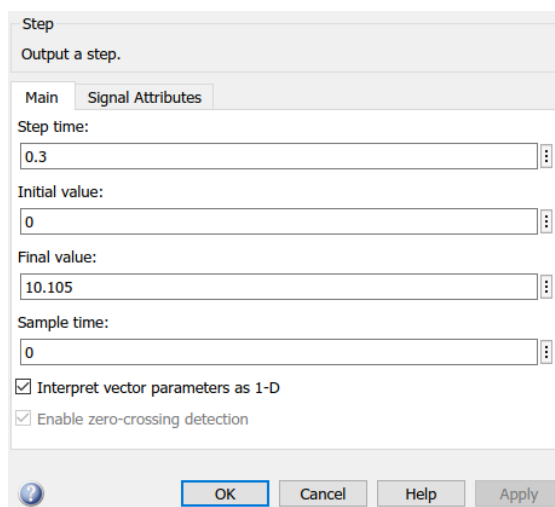 Step
Output a step.
Main Signal Attributes
Step time:
0.3
Initial value:
0
Final value:
10.105
Sample time:
0
Interpret vector parameters as 1-D
Enable zero-crossing detection
? OK Cancel Help Apply